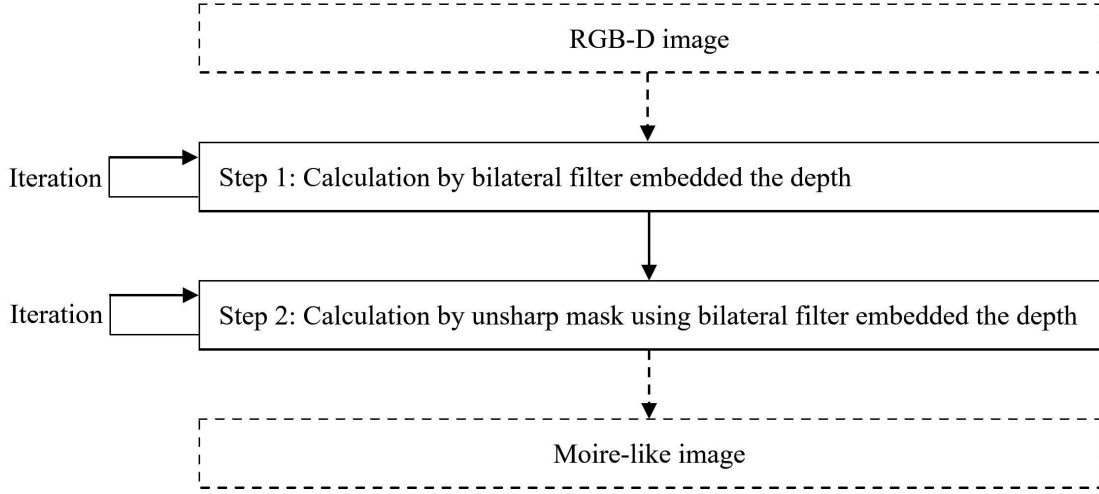 RGB-D image
Iteration
Step 1: Calculation by bilateral filter embedded the depth
Iteration
Step 2: Calculation by unsharp mask using bilateral filter embedded the depth
Moire-like image